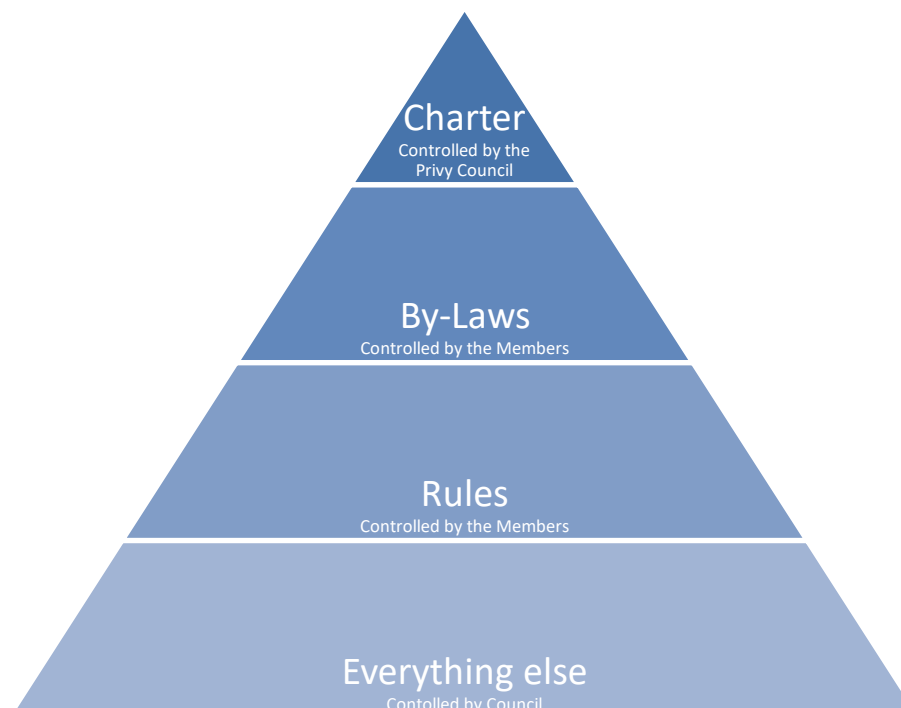 Charter
Controlled by the
Privy Council
By-Laws
Controlled by the Members
Rules
Controlled by the Members
Everything else
Contolled by Council